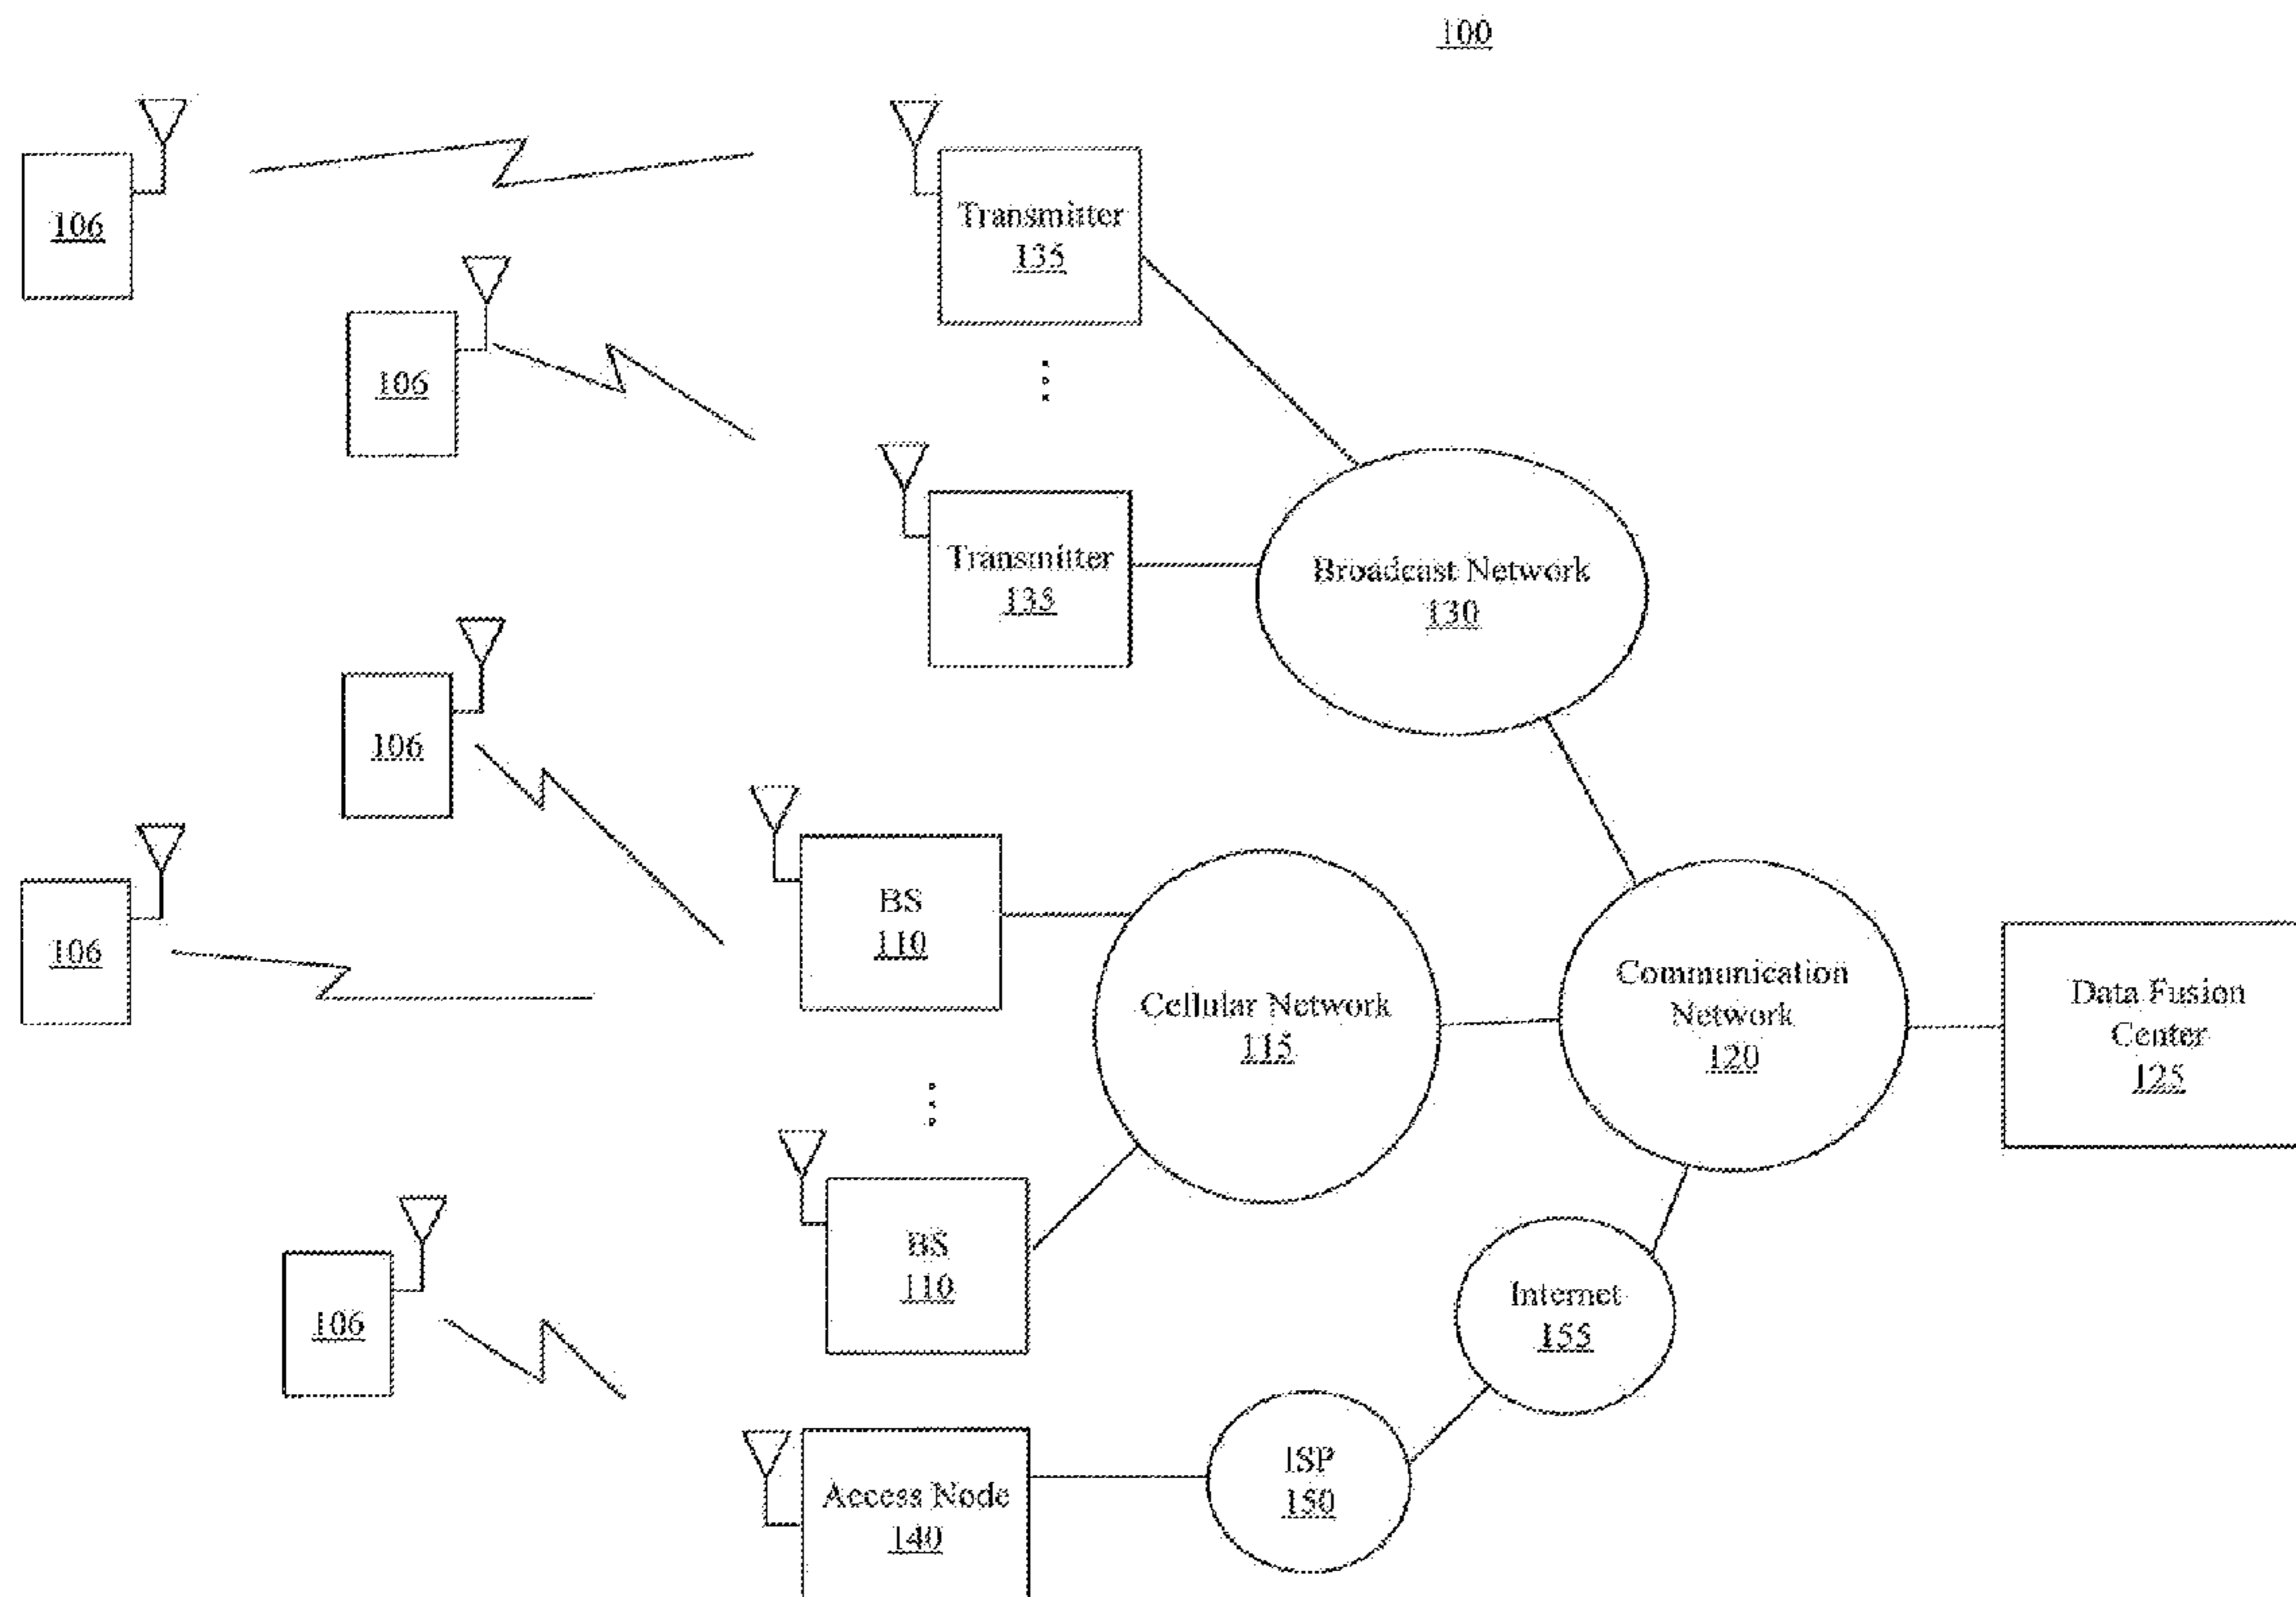 100
106
Transmitter
135
106
Transmitter
135
Broadcast Network
130
106
BS
110
106
Cellular Network
115
Communication
Network
120
Data Fusion
Center
125
BS
110
106
Internet
155
ISP
150
Access Node
140